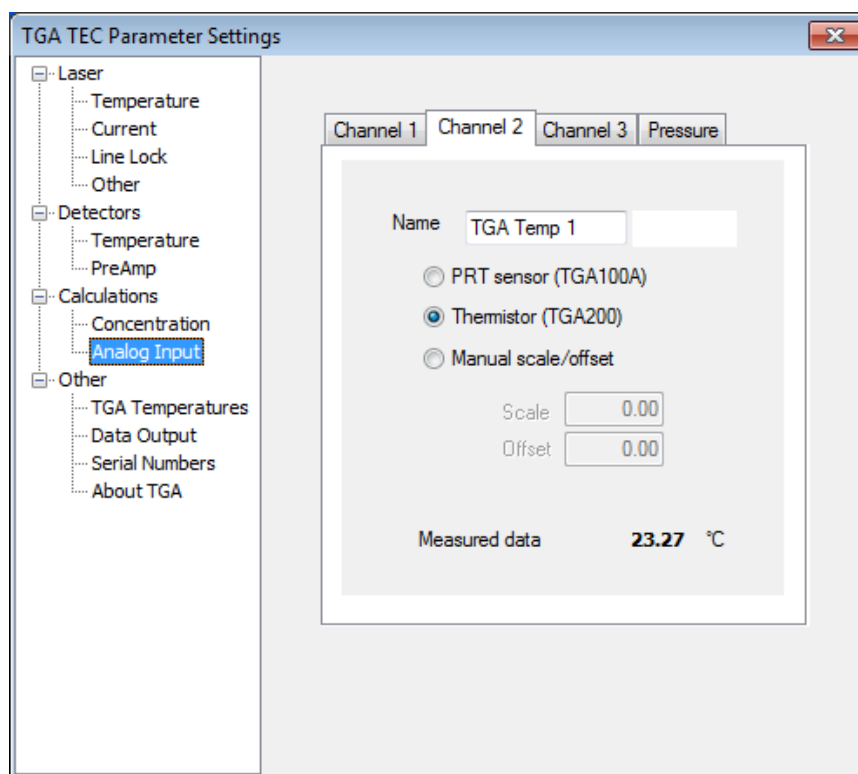 TGA TEC Parameter Settings
Laser
Temperature
Current
Line Lock
Other
Detectors
Temperature
PreAmp
Calculations
Concentration
Analog Input
Other
TGA Temperatures
Data Output
Serial Numbers
About TGA
Channel 1 Channel 2 Channel 3 Pressure
Name TGA Temp 1
PRT sensor (TGA100A)
Thermistor (TGA200)
Manual scale/offset
Scale 0.00
Offset 0.00
Measured data 23.27 °C